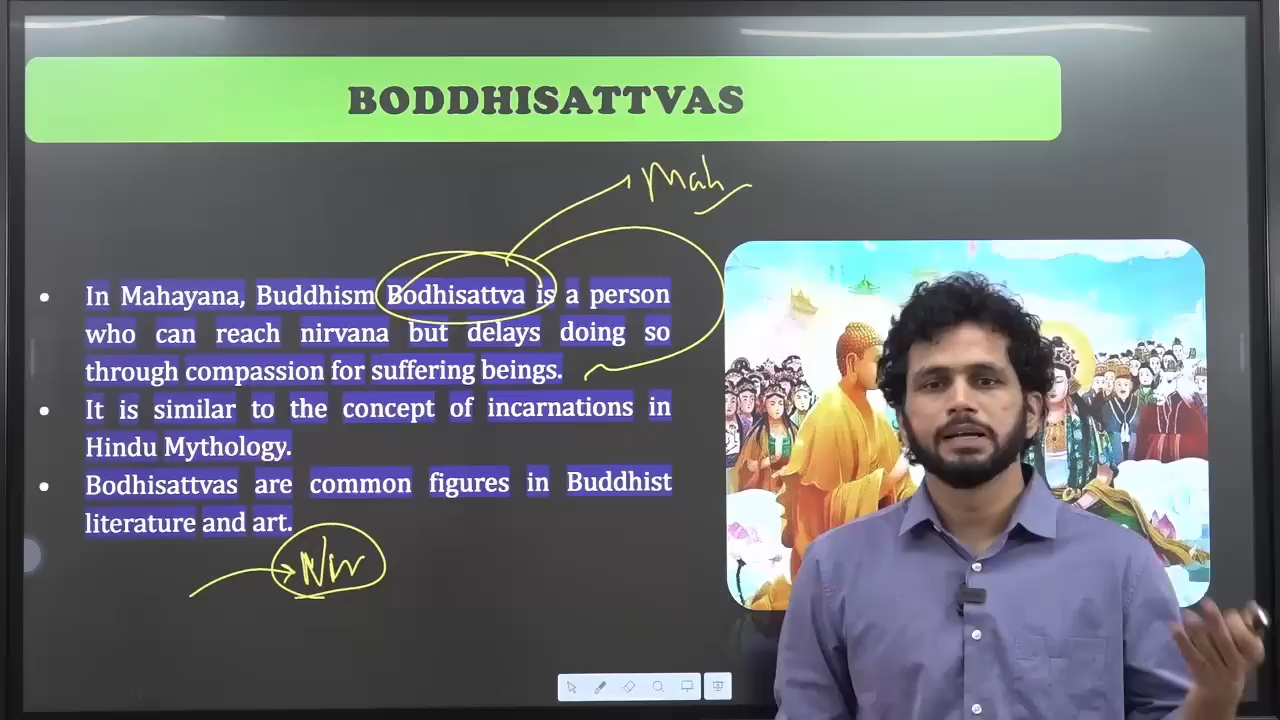 BODDHISATTVAS
Mah
In Mahayana, Buddhism Bodhisattva is a person
who can reach nirvana but delays doing so
through compassion for suffering beings.
It is similar to the concept of incarnations in
Hindu Mythology.
Bodhisattvas are common figures in Buddhist
literature and art.